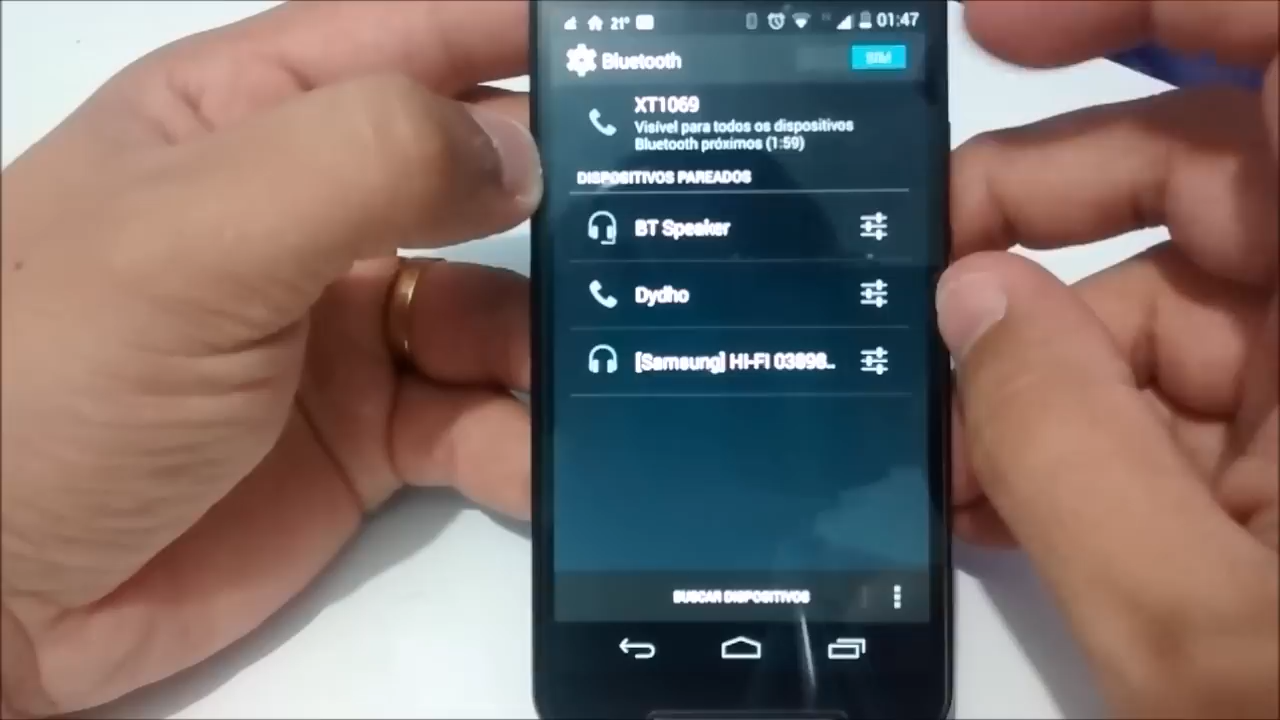 21° 01:47
Bluetooth SIM
XT1069
Visível para todos os dispositivos
Bluetooth próximos (1:59)
DISPOSITIVOS PAREADOS
BT Speaker
Dydho
[Samsung] HI-FI 03898..
BUSCAR DISPOSITIVOS